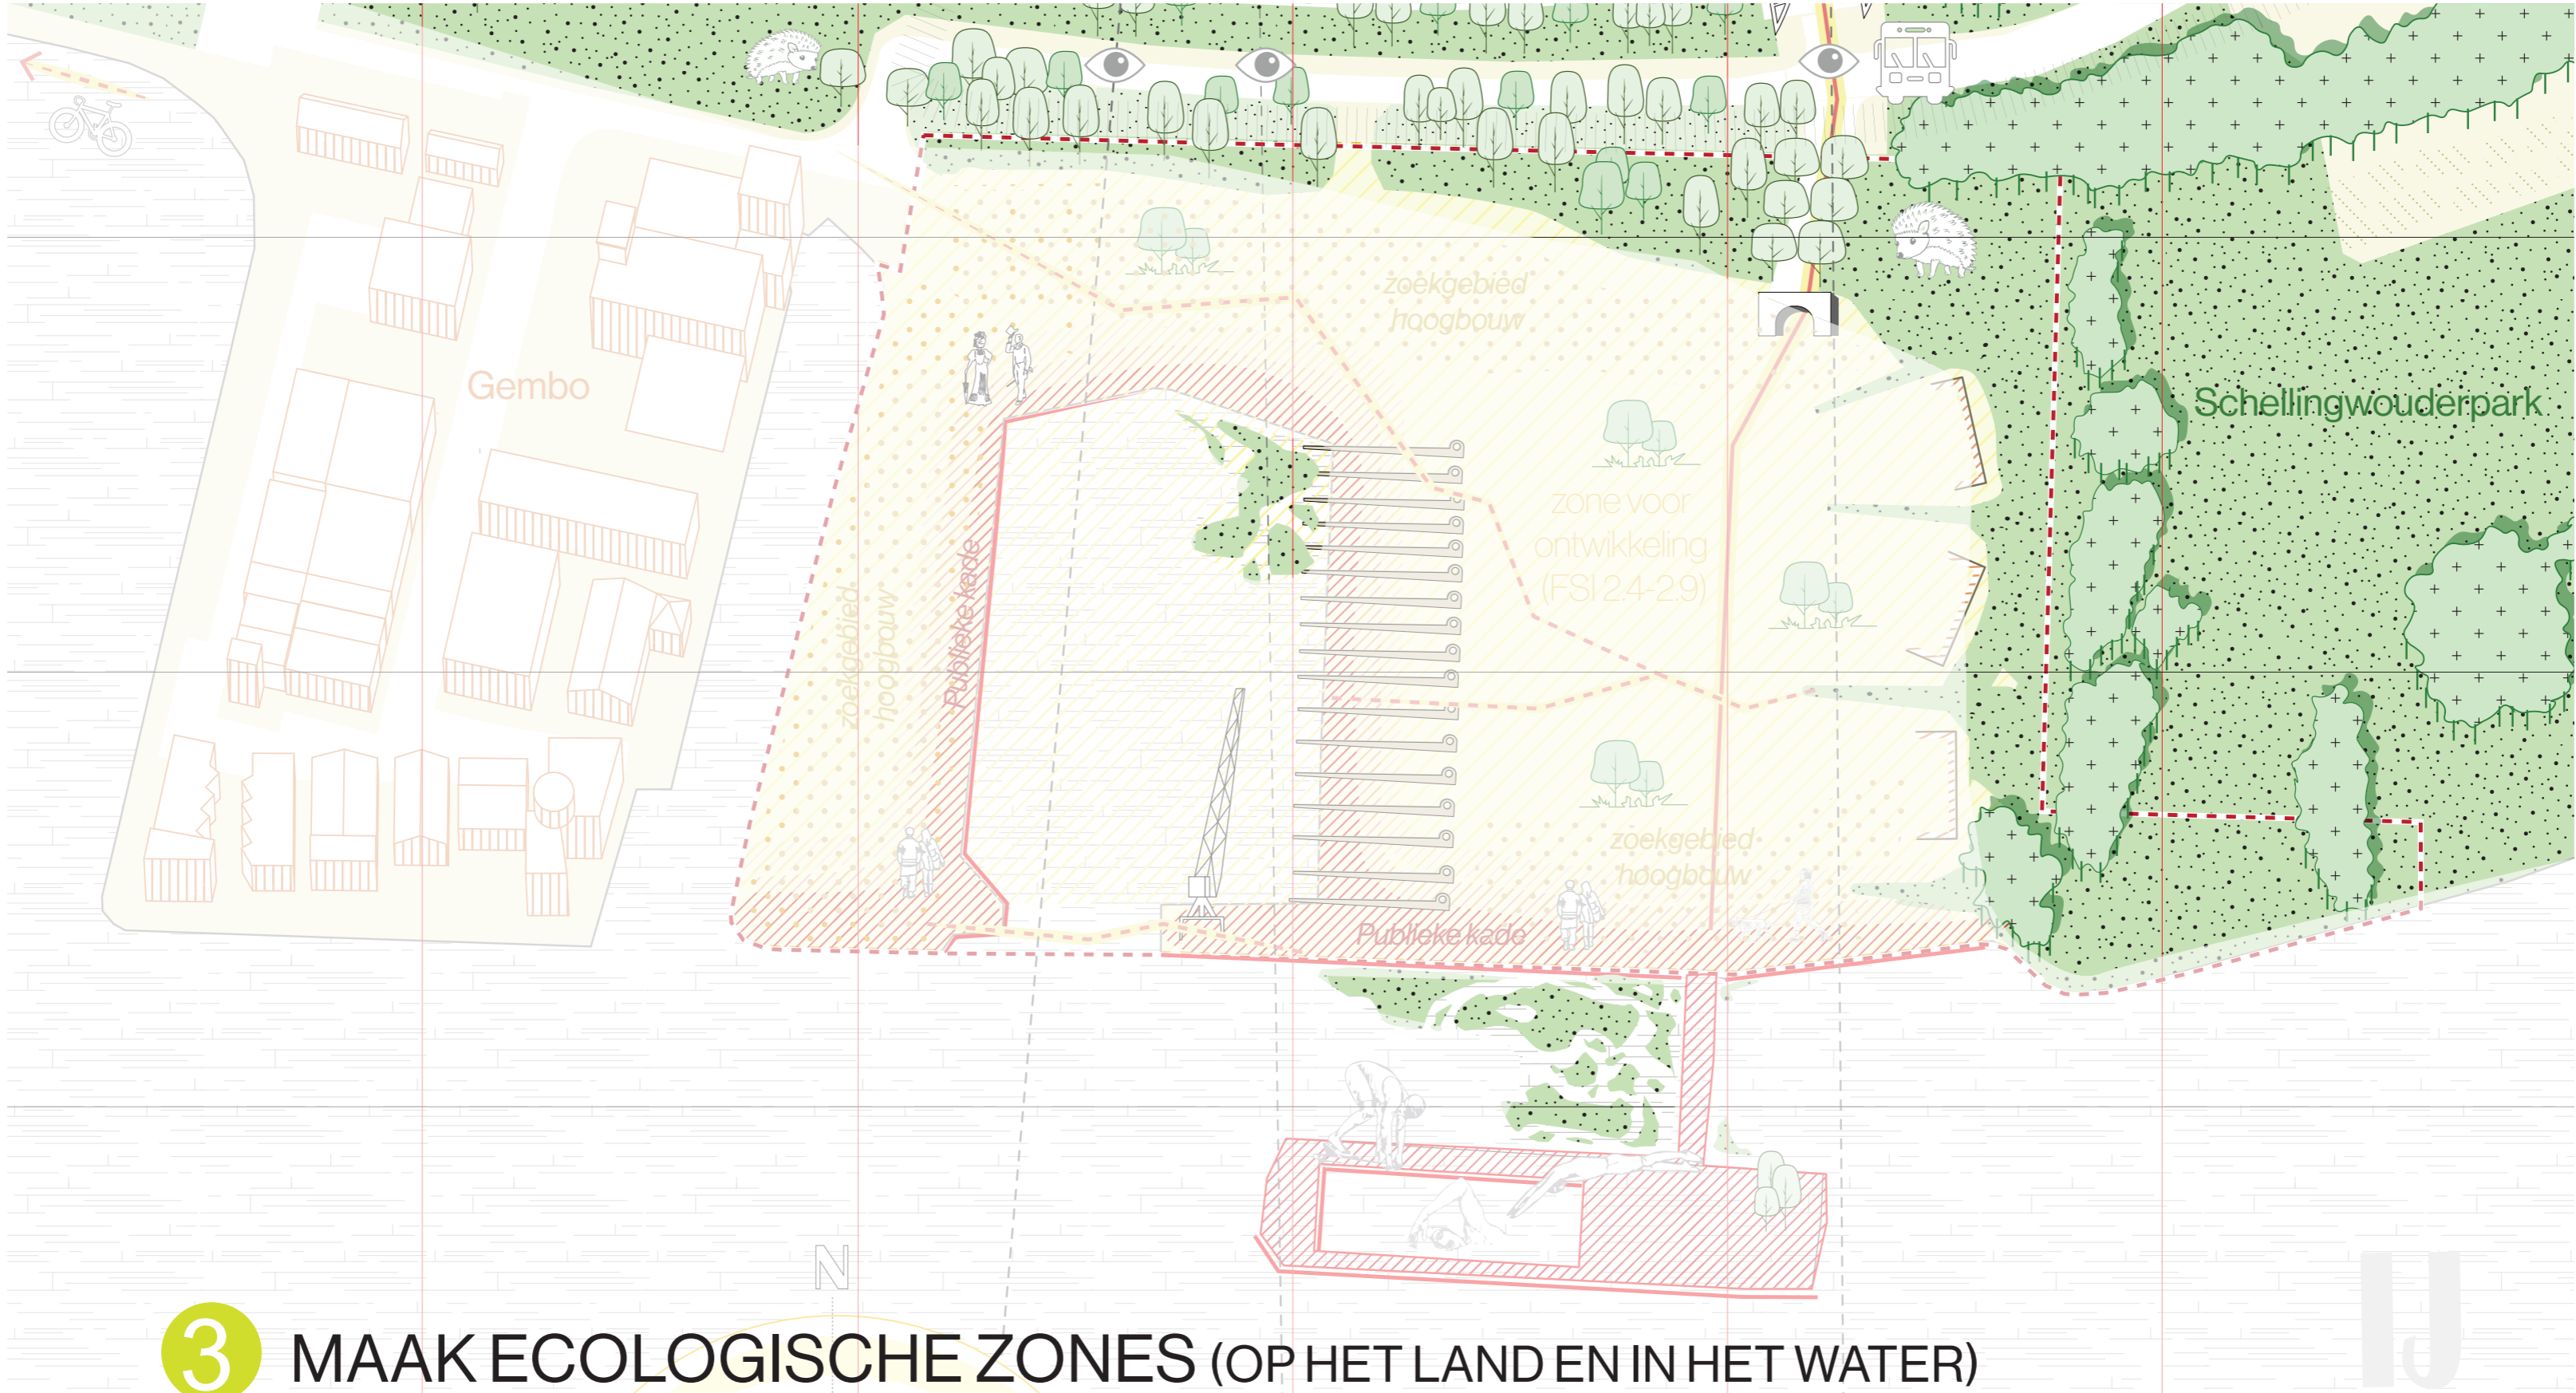 zoekgebied
hoogbouw
Gembo
Schellingwouderpark
zone voor
ontwikkeling
(FSI 2.4-2.9)
Publieke kade
zoekgebied
hoogbouw
zoekgebied
hoogbouw
Publieke kade
N
IJ
3 MAAK ECOLOGISCHE ZONES (OP HET LAND EN IN HET WATER)